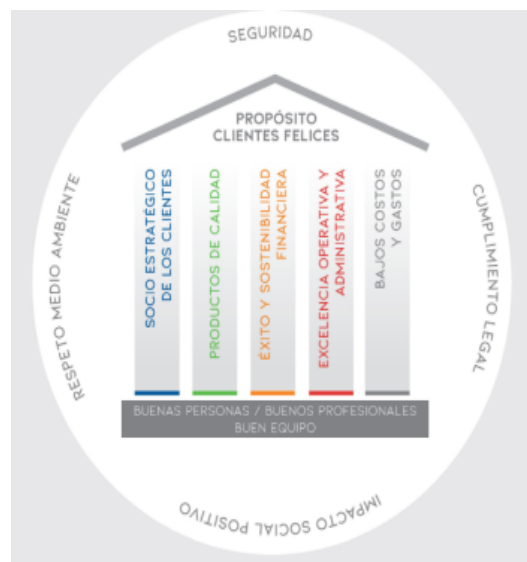 SEGURIDAD
PROPÓSITO
CLIENTES FELICES
RESPETO MEDIO AMBIENTE
SOCIO ESTRATÉGICO
DE LOS CLIENTES
PRODUCTOS DE CALIDAD
ÉXITO Y SOSTENIBILIDAD
FINANCIERA
EXCELENCIA OPERATIVA Y
ADMINISTRATIVA
BAJOS COSTOS
Y GASTOS
CUMPLIMIENTO LEGAL
BUENAS PERSONAS / BUENOS PROFESIONALES
BUEN EQUIPO
IMPACTO SOCIAL POSITIVO